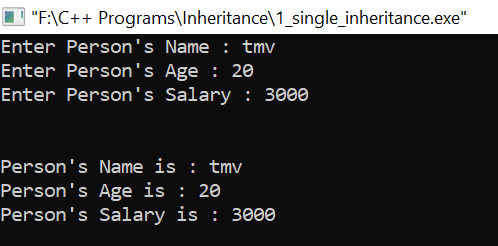 "F:\C++ Programs\Inheritance\1_single_inheritance.exe"
Enter Person's Name : tmv
Enter Person's Age : 20
Enter Person's Salary : 3000
Person's Name is : tmv
Person's Age is : 20
Person's Salary is : 3000